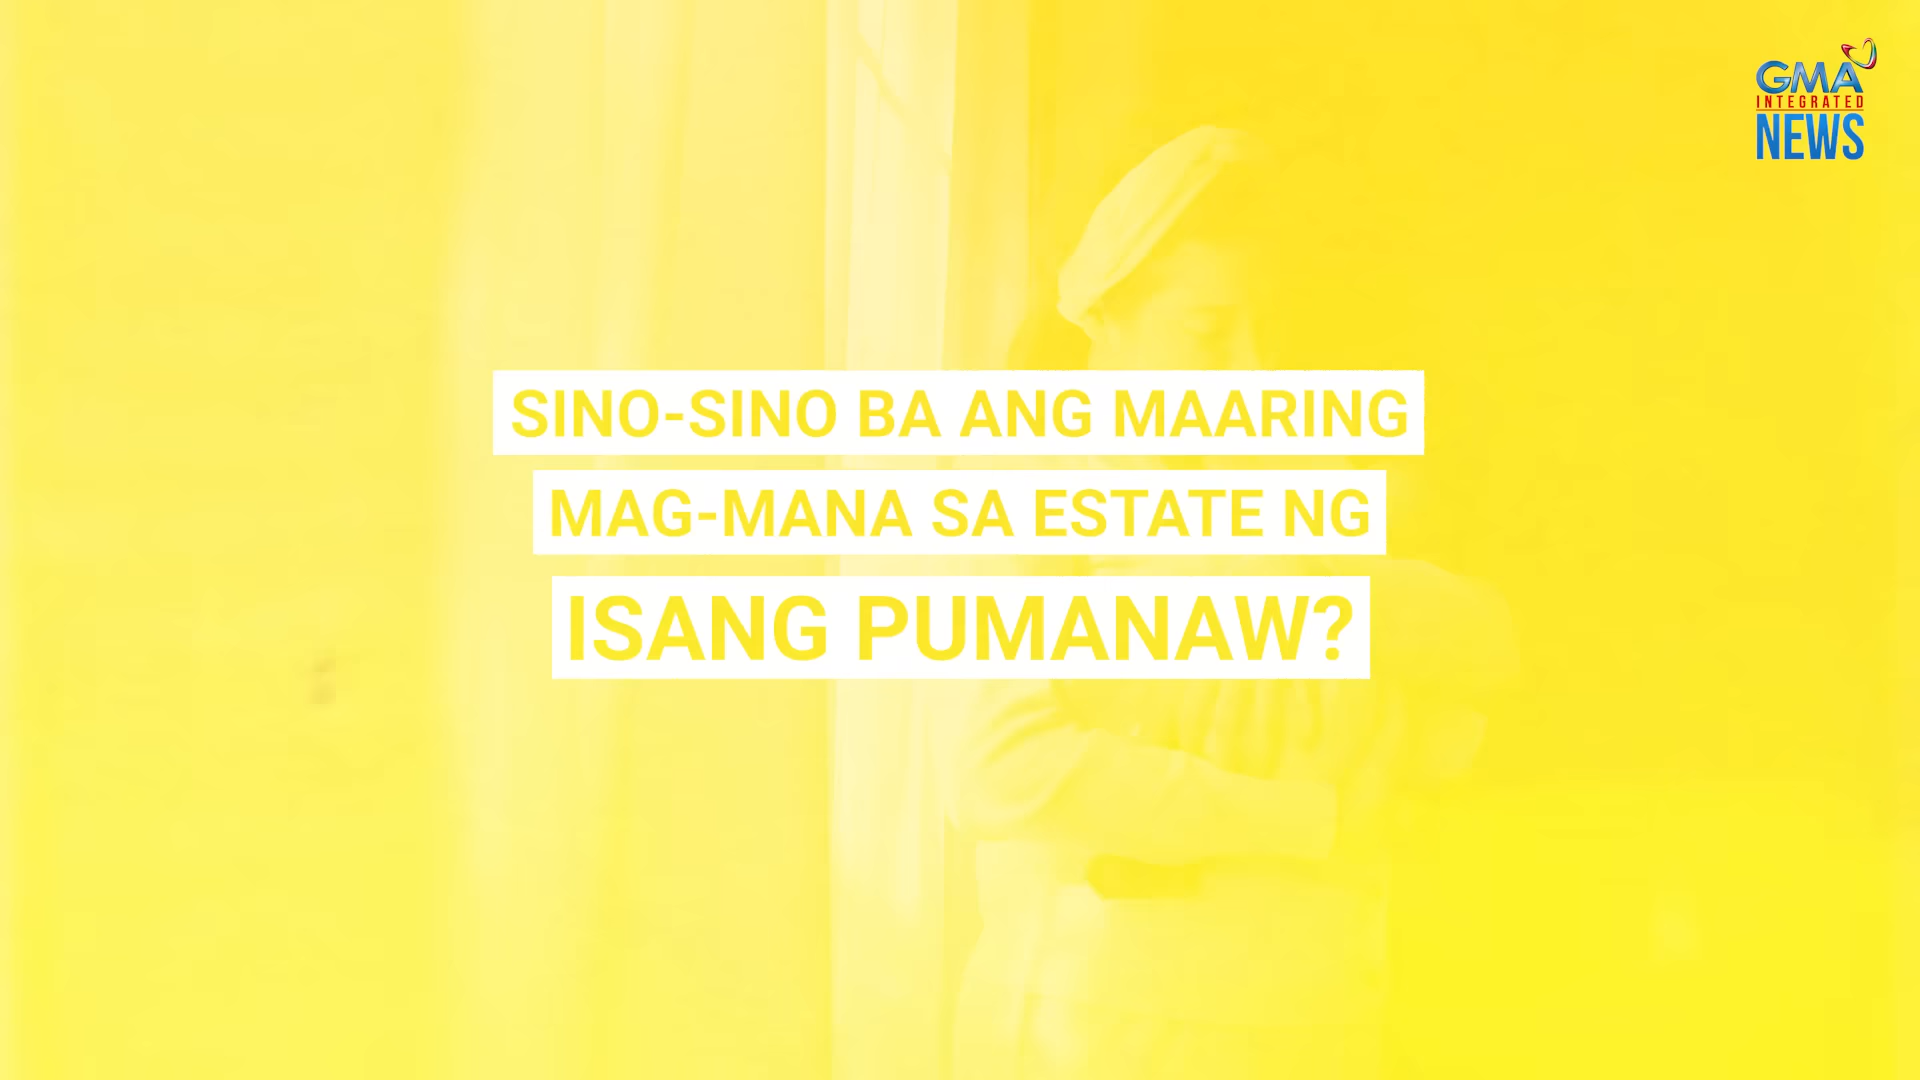 GMA
INTEGRATED
NEWS
SINO-SINO BA ANG MAARING
MAG-MANA SA ESTATE NG
ISANG PUMANAW?